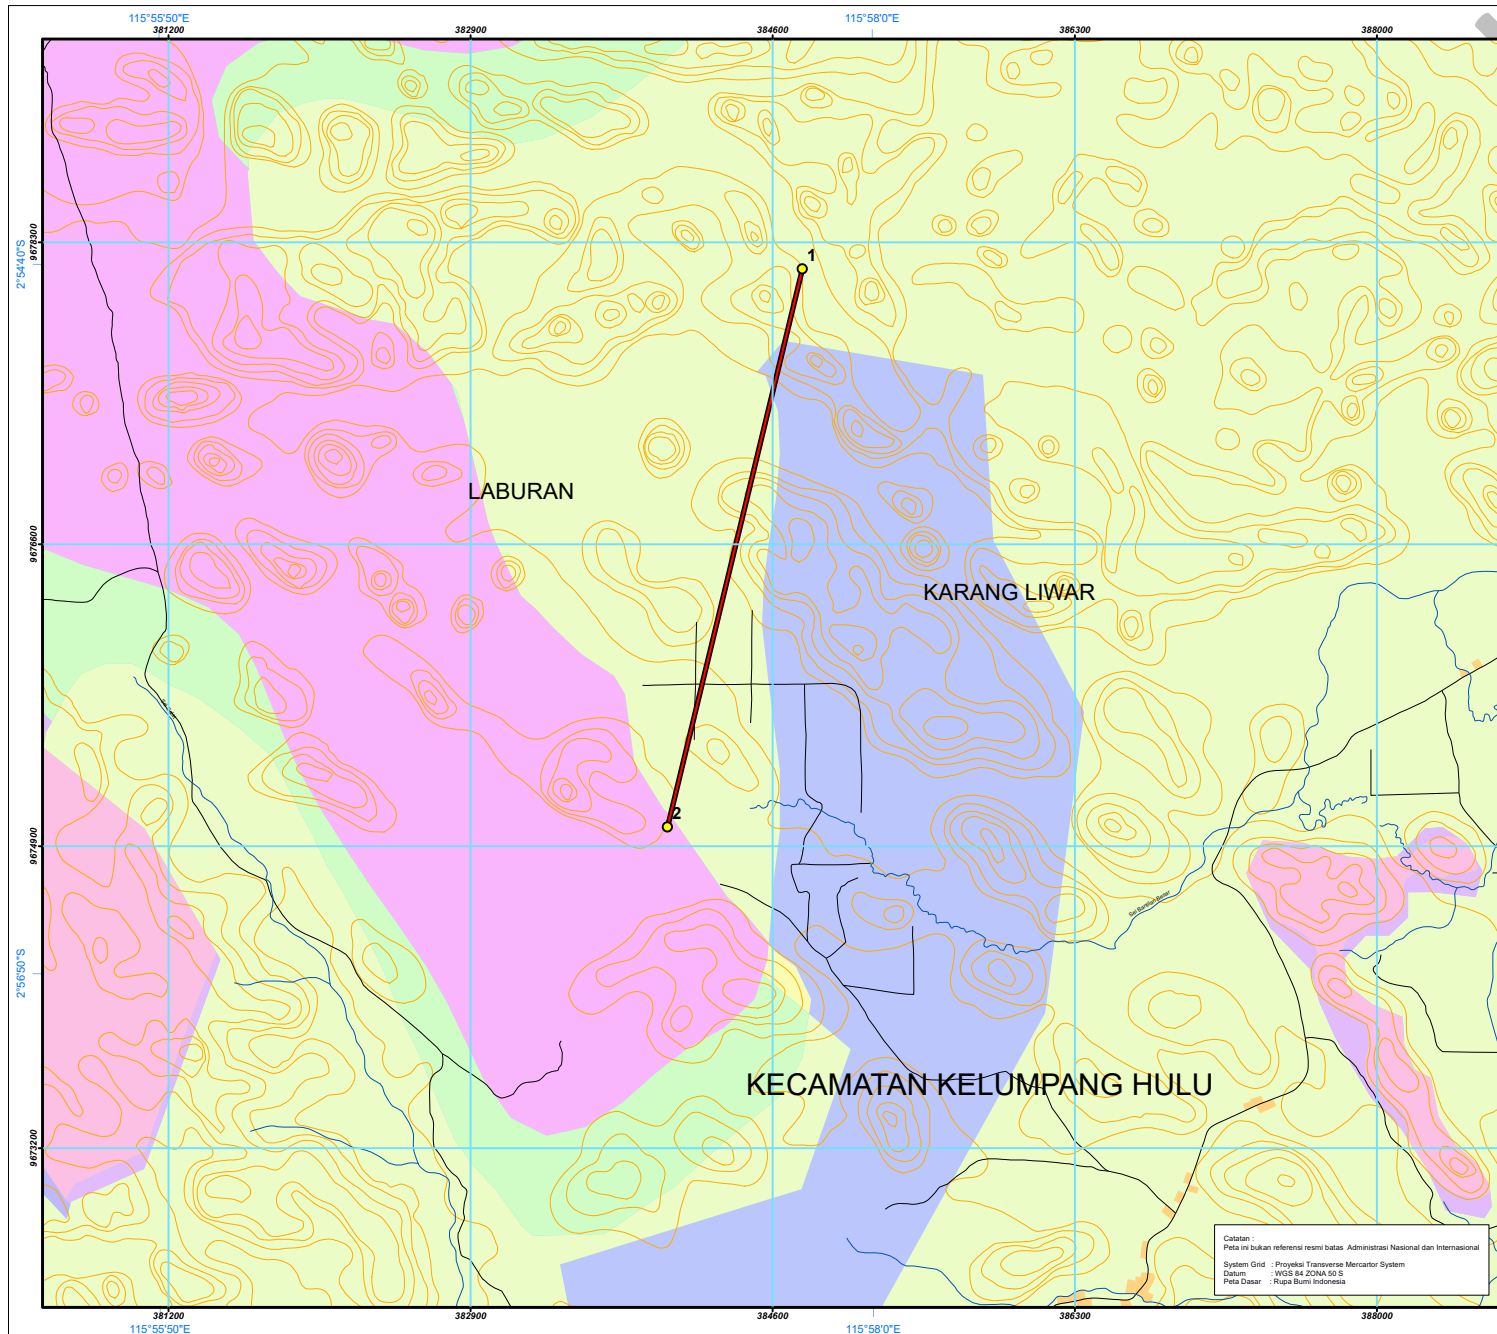 115°55'50"E
115°58'0"E
381200
382900
384600
386300
388000
9678300
2°54'40"S
1
LABURAN
9676600
KARANG LIWAR
2
9674900
2°56'50"S
KECAMATAN KELUMPANG HULU
9673200
Catatan :
Peta ini bukan referensi resmi batas Administrasi Nasional dan Internasional
System Grid : Proyeksi Transverse Mercartor System
Datum : WGS 84 ZONA 50 S
Peta Dasar : Rupa Bumi Indonesia
381200
382900
384600
386300
388000
115°55'50"E
115°58'0"E